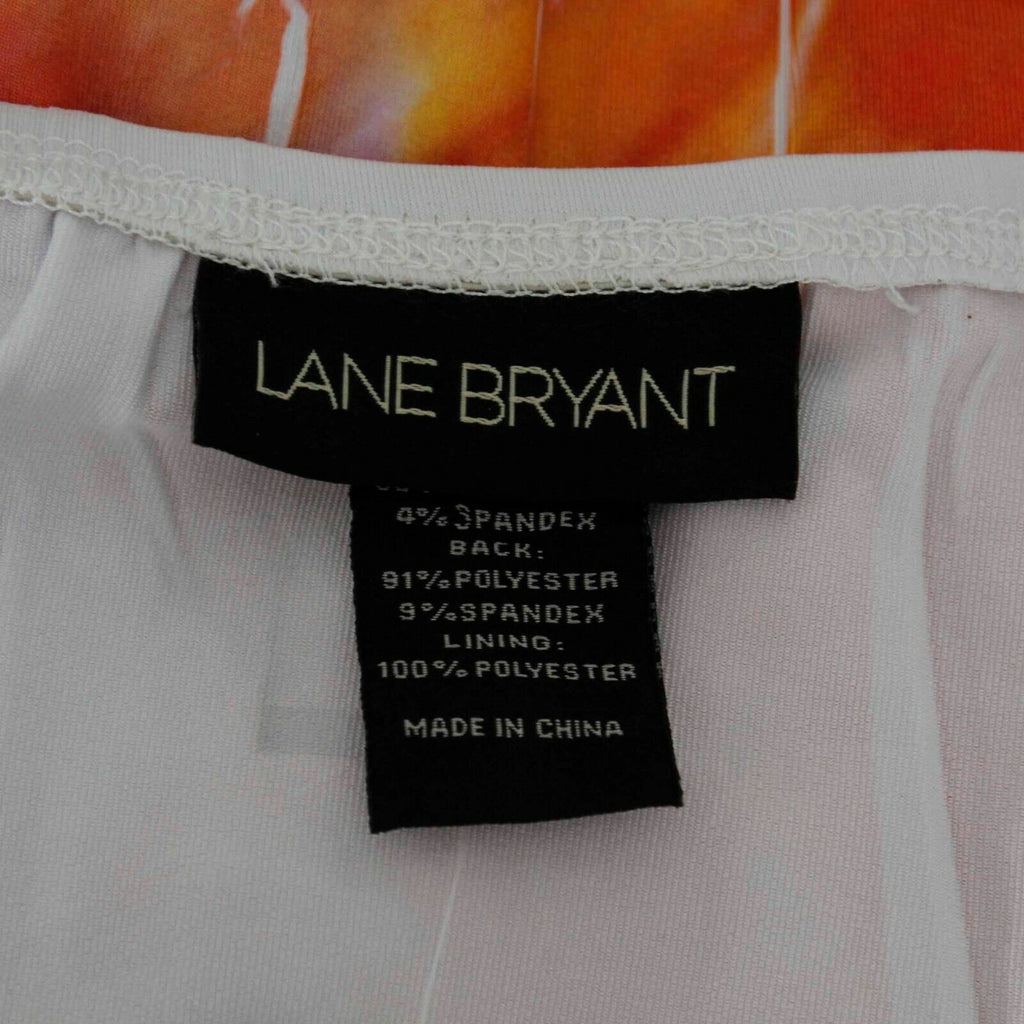 LANE BRYANT
4% SPANDEX
BACK:
91% POLYESTER
9% SPANDEX
LINING:
100% POLYESTER
MADE IN CHINA